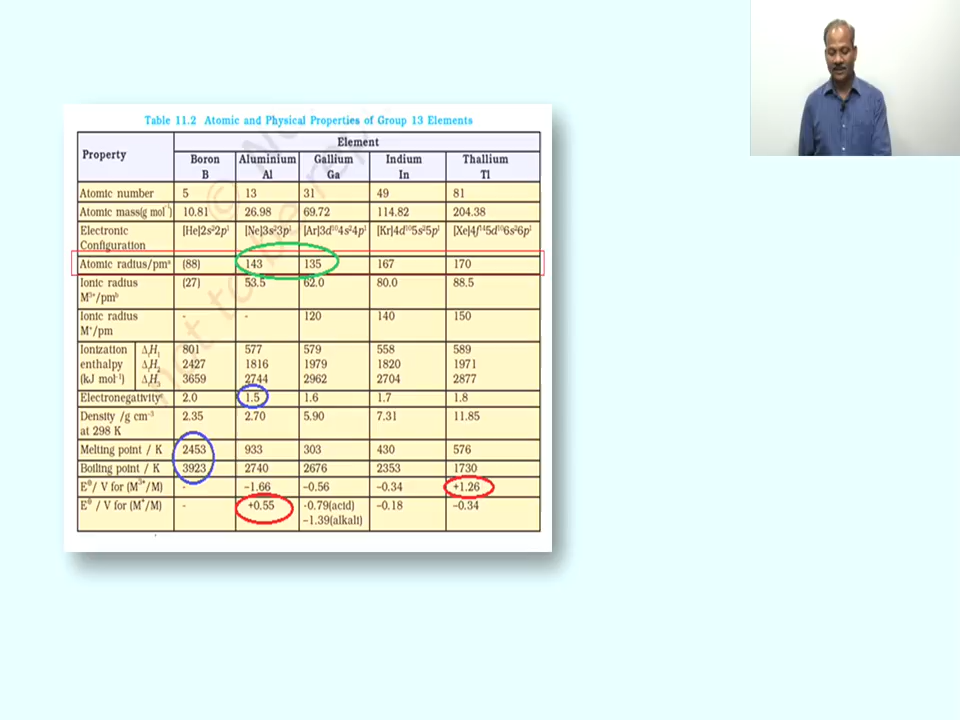 Table 11.2 Atomic and Physical Properties of Group 13 Elements
Property Element
Boron Aluminium Gallium Indium Thallium
B Al Ga In Tl
Atomic number 5 13 31 49 81
Atomic mass(g mol⁻¹) 10.81 26.98 69.72 114.82 204.38
Electronic [He]2s²2p¹ [Ne]3s²3p¹ [Ar]3d¹⁰4s²4p¹ [Kr]4d¹⁰5s²5p¹ [Xe]4f¹⁴5d¹⁰6s²6p¹
Configuration
Atomic radius/pmᵃ (88) 143 135 167 170
Ionic radius (27) 53.5 62.0 80.0 88.5
M³⁺/pmᵇ
Ionic radius - - 120 140 150
M⁺/pm
Ionization ΔᵢH₁ 801 577 579 558 589
enthalpy ΔᵢH₂ 2427 1816 1979 1820 1971
(kJ mol⁻¹) ΔᵢH₃ 3659 2744 2962 2704 2877
Electronegativityᶜ 2.0 1.5 1.6 1.7 1.8
Density /g cm⁻³ 2.35 2.70 5.90 7.31 11.85
at 298 K
Melting point / K 2453 933 303 430 576
Boiling point / K 3923 2740 2676 2353 1730
E⊖/ V for (M³⁺/M) - –1.66 –0.56 –0.34 +1.26
E⊖/ V for (M⁺/M) - +0.55 -0.79(acid) –0.18 –0.34
–1.39(alkali)